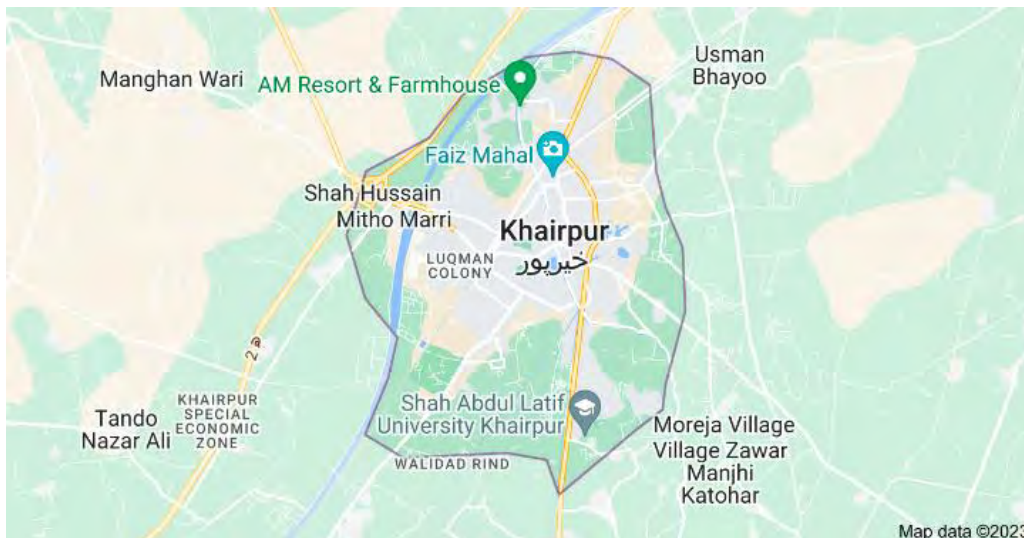 Manghan Wari
Usman
Bhayoo
AM Resort & Farmhouse
Faiz Mahal
Shah Hussain
Mitho Marri
Khairpur
خيرپور
LUQMAN
COLONY
KHAIRPUR
SPECIAL
ECONOMIC
ZONE
Tando
Nazar Ali
Shah Abdul Latif
University Khairpur
WALIDAD RIND
Moreja Village
Village Zawar
Manjhi
Katohar
Map data ©2023